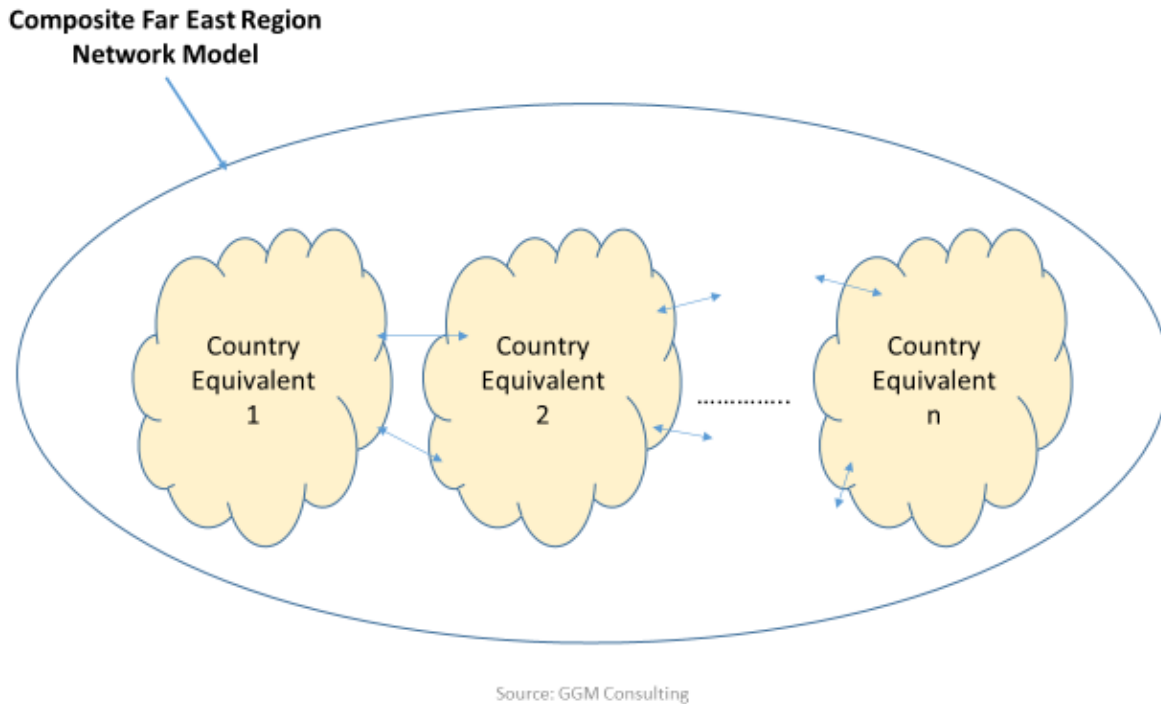 Composite Far East Region
Network Model
Country
Equivalent
1
Country
Equivalent
2
…………..
Country
Equivalent
n
Source: GGM Consulting